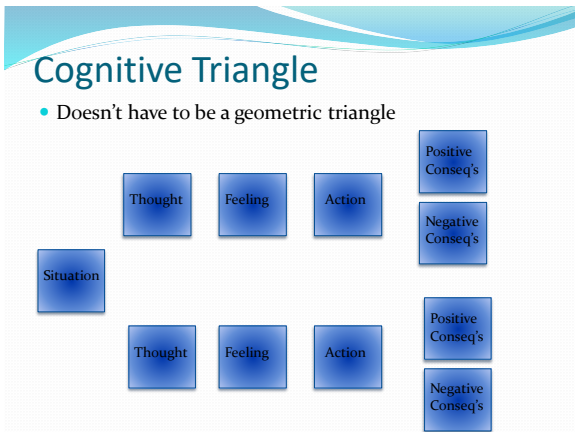 Cognitive Triangle
• Doesn't have to be a geometric triangle
Positive
Conseq's
Thought
Feeling
Action
Negative
Conseq's
Situation
Positive
Conseq's
Thought
Feeling
Action
Negative
Conseq's